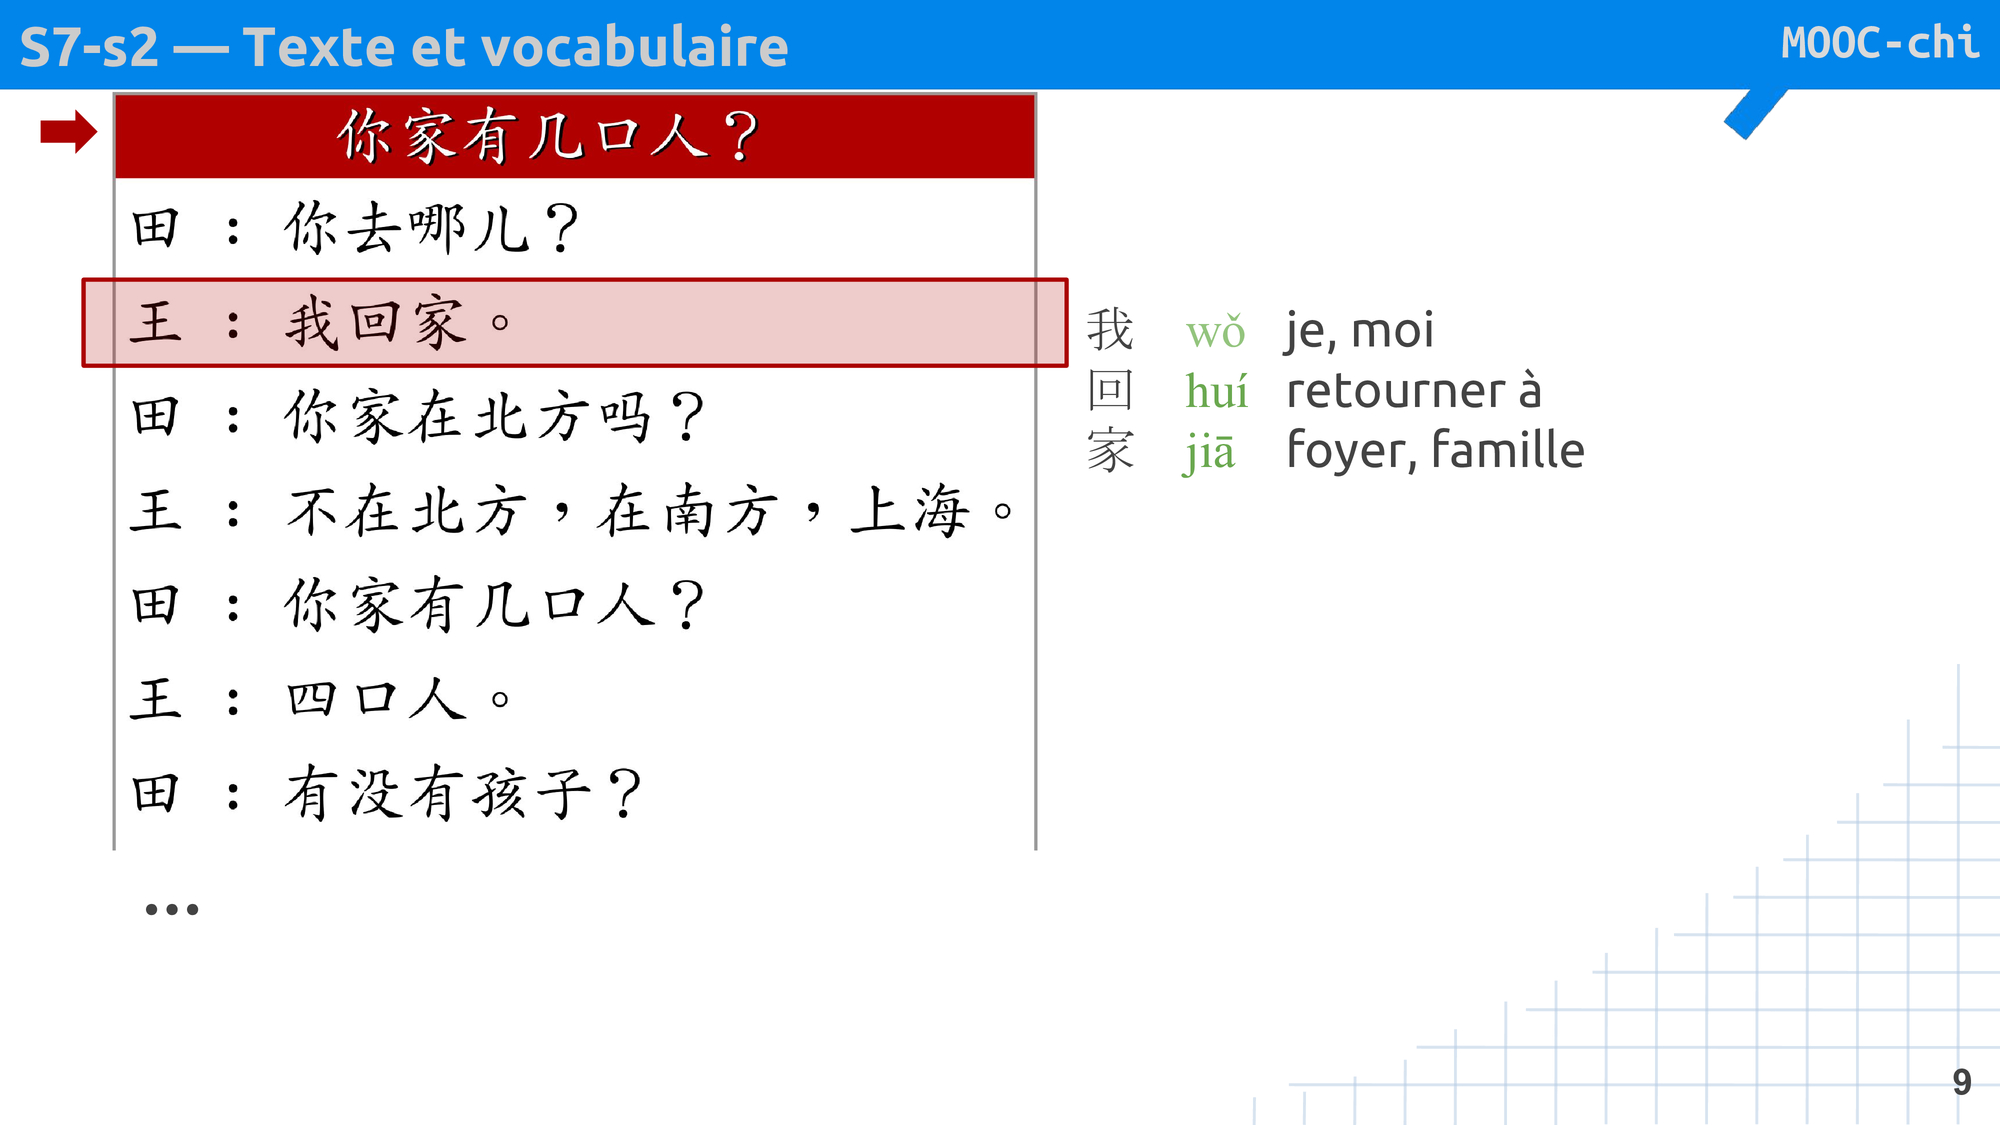 S7-s2 — Texte et vocabulaire
MOOC-chi
你家有几口人？
田 ：你去哪儿？
王 ：我回家。
田 ：你家在北方吗？
王 ：不在北方，在南方，上海。
田 ：你家有几口人？
王 ：四口人。
田 ：有没有孩子？
...
我 wǒ je, moi
回 huí retourner à
家 jiā foyer, famille
9